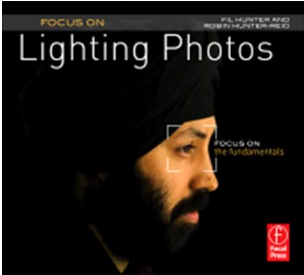 FOCUS ON
FIL HUNTER AND
ROBIN HUNTER-REID
Lighting Photos
FOCUS ON
the fundamentals
Focal
Press